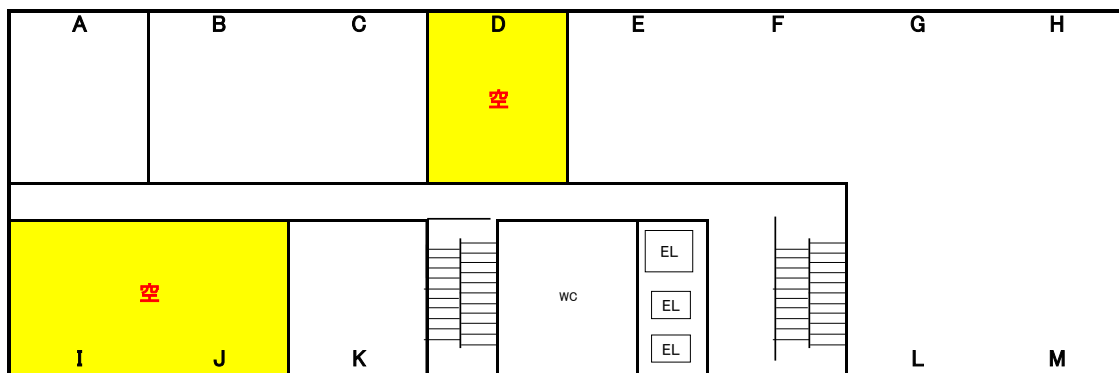 A B C D E F G H
空
EL
空
WC
EL
EL
I J K L M